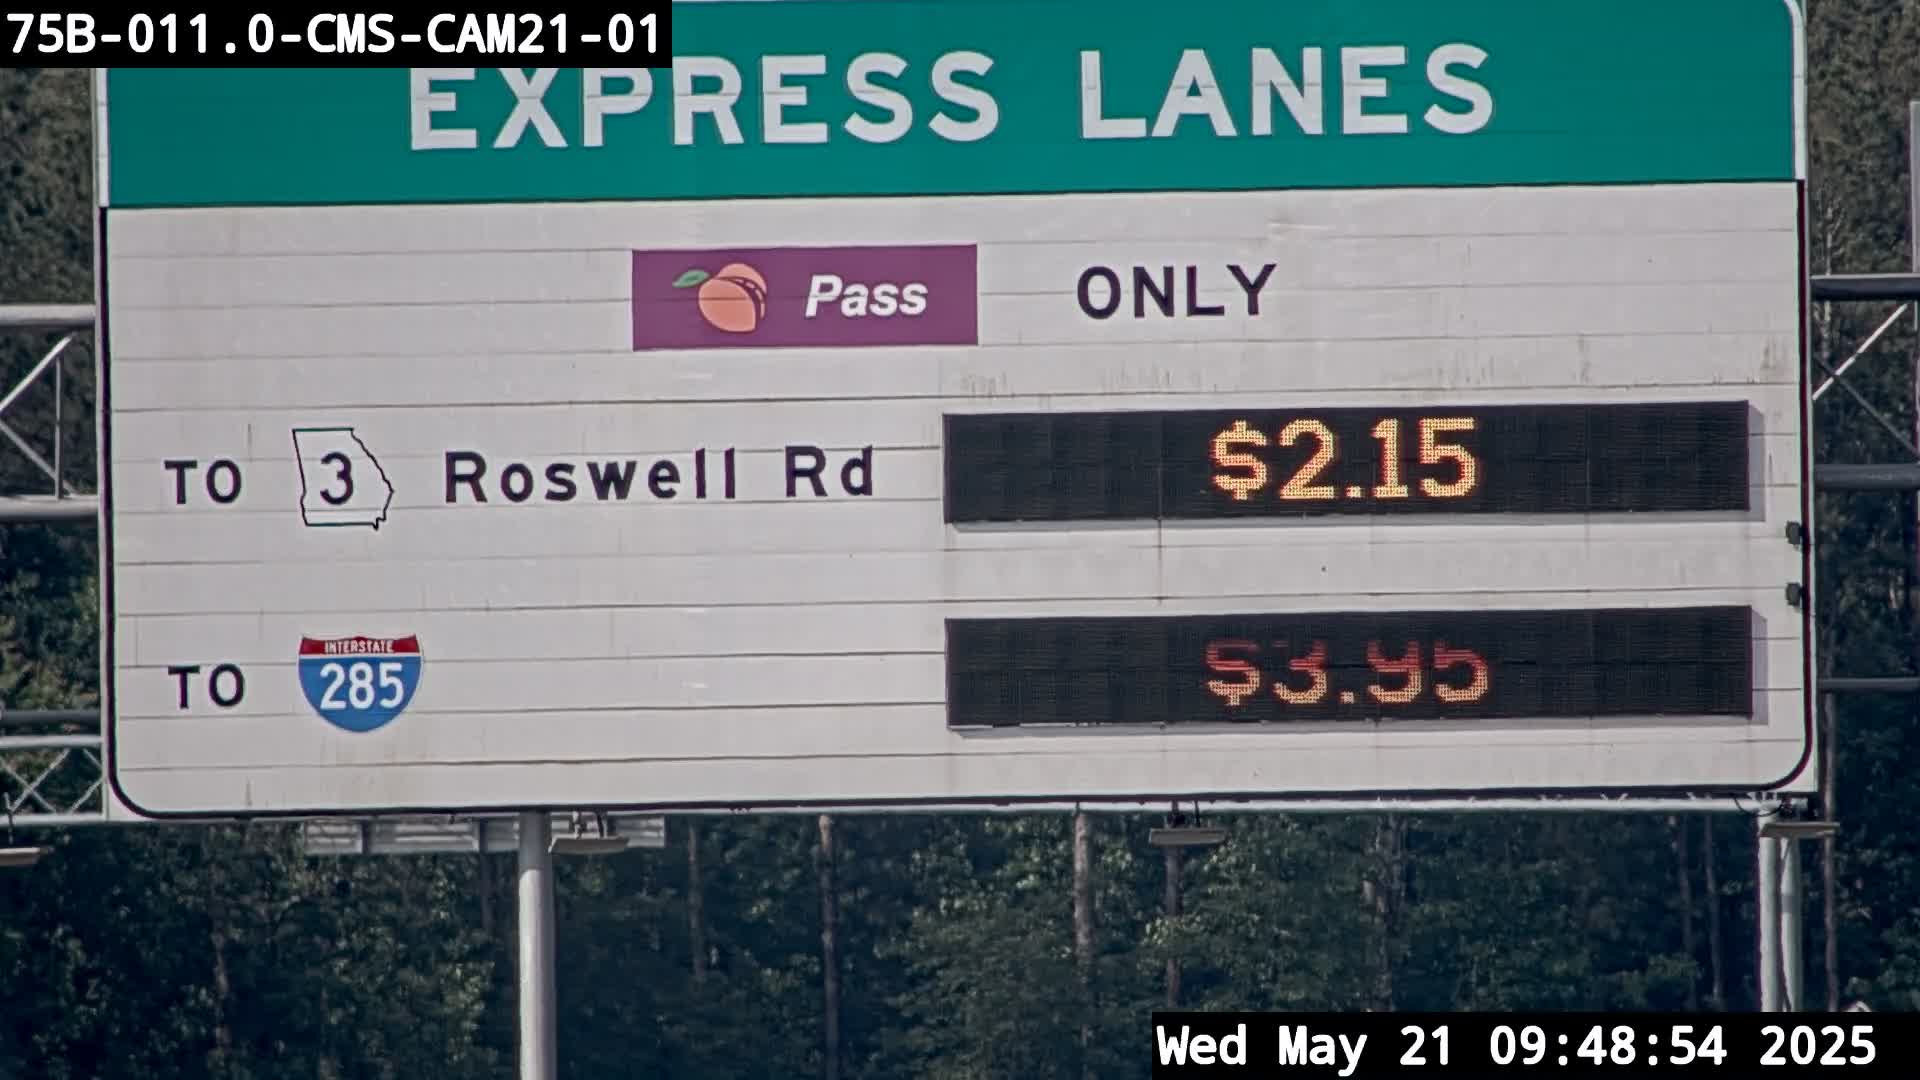 75B-011.0-CMS-CAM21-01
EXPRESS LANES
Pass ONLY
TO 3 Roswell Rd $2.15
TO INTERSTATE 285 $3.95
Wed May 21 09:48:54 2025